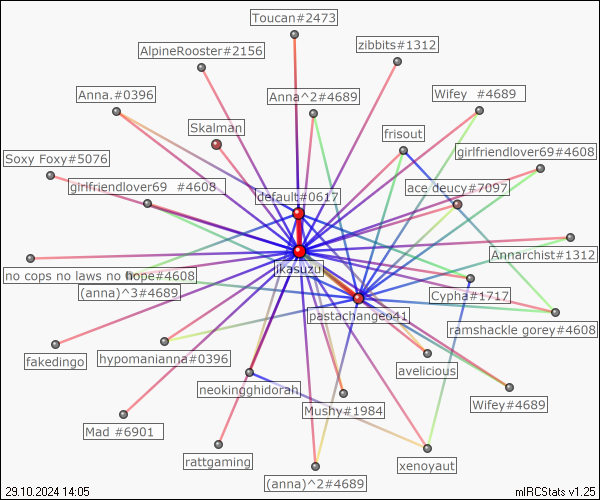 Toucan#2473
AlpineRooster#2156
zibbits#1312
Anna.#0396
Anna^2#4689
Wifey #4689
Skalman
frisout
Soxy Foxy#5076
girlfriendlover69#4608
girlfriendlover69 #4608
default#0617
ace deucy#7097
Annarchist#1312
no cops no laws no hope#4608
ikasuzu
(anna)^3#4689
Cypha#1717
pastachangeo41
ramshackle gorey#4608
fakedingo
hypomanianna#0396
avelicious
neokingghidorah
Mushy#1984
Wifey#4689
Mad #6901
rattgaming
xenoyaut
(anna)^2#4689
29.10.2024 14:05
mIRCStats v1.25